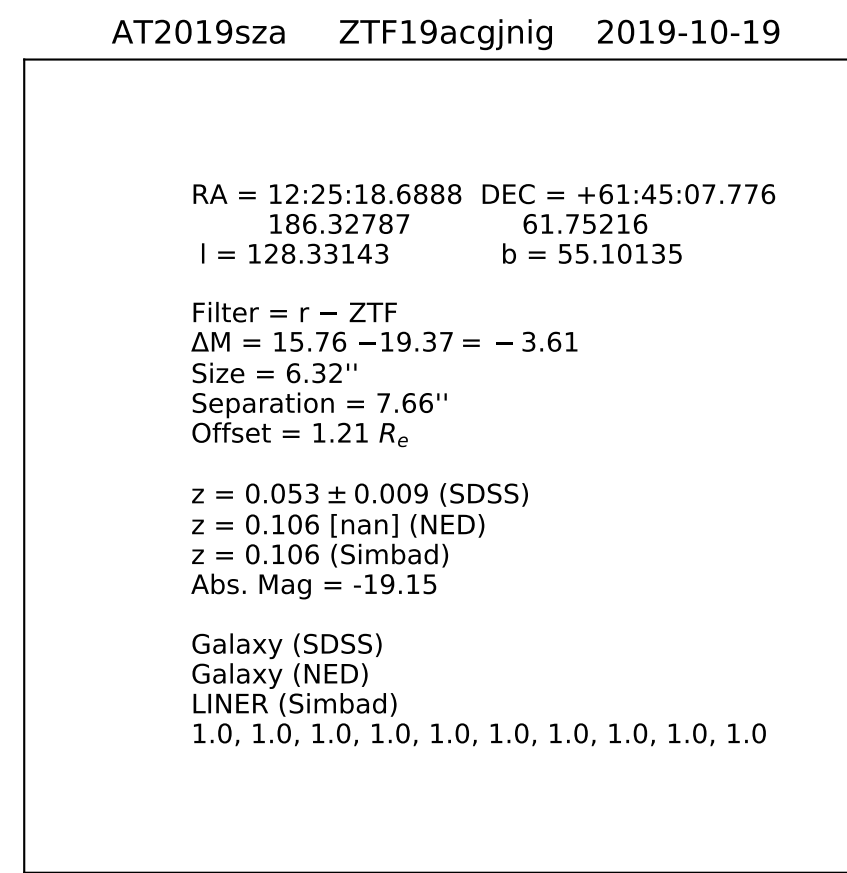 AT2019sza ZTF19acgjnig 2019-10-19
RA = 12:25:18.6888 DEC = +61:45:07.776
186.32787 61.75216
l = 128.33143 b = 55.10135
Filter = r − ZTF
ΔM = 15.76 −19.37 = − 3.61
Size = 6.32''
Separation = 7.66''
Offset = 1.21 Rₑ
z = 0.053 ± 0.009 (SDSS)
z = 0.106 [nan] (NED)
z = 0.106 (Simbad)
Abs. Mag = -19.15
Galaxy (SDSS)
Galaxy (NED)
LINER (Simbad)
1.0, 1.0, 1.0, 1.0, 1.0, 1.0, 1.0, 1.0, 1.0, 1.0